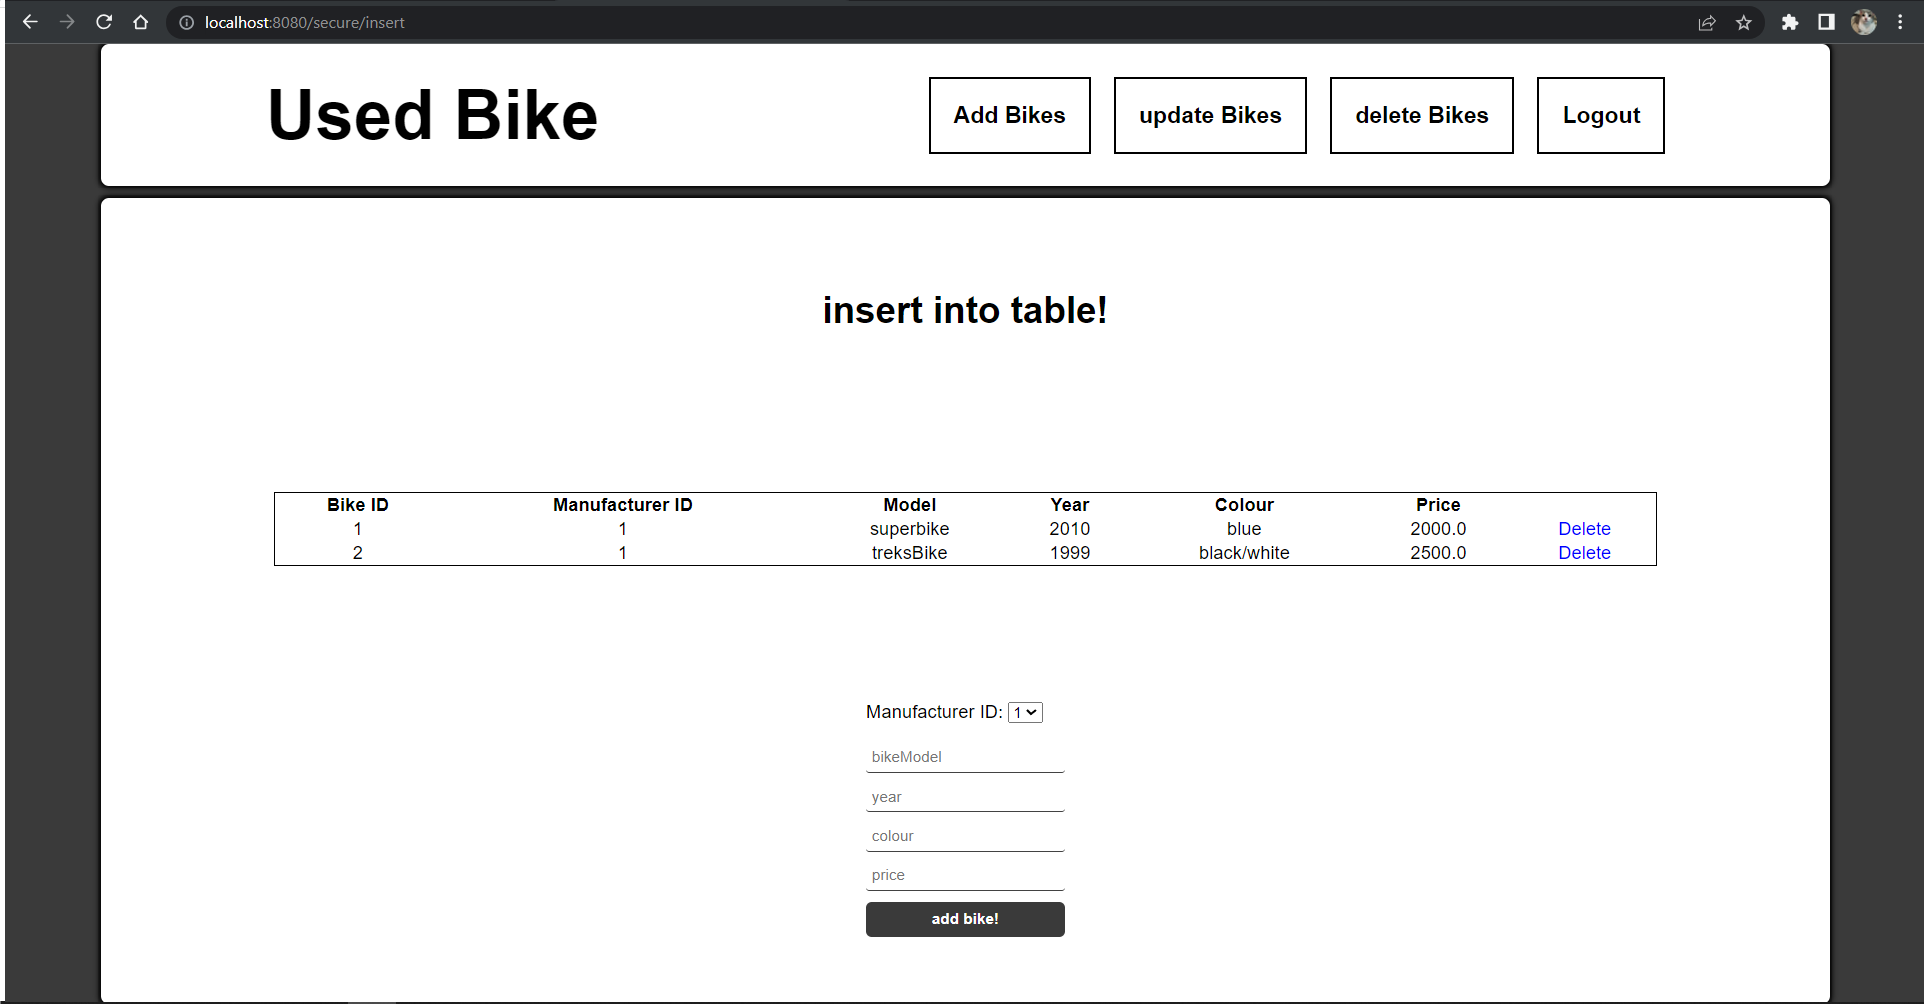 localhost:8080/secure/insert
Used Bike
Add Bikes
update Bikes
delete Bikes
Logout
insert into table!
Bike ID Manufacturer ID Model Year Colour Price
1 1 superbike 2010 blue 2000.0 Delete
2 1 treksBike 1999 black/white 2500.0 Delete
Manufacturer ID: 1
bikeModel
year
colour
price
add bike!